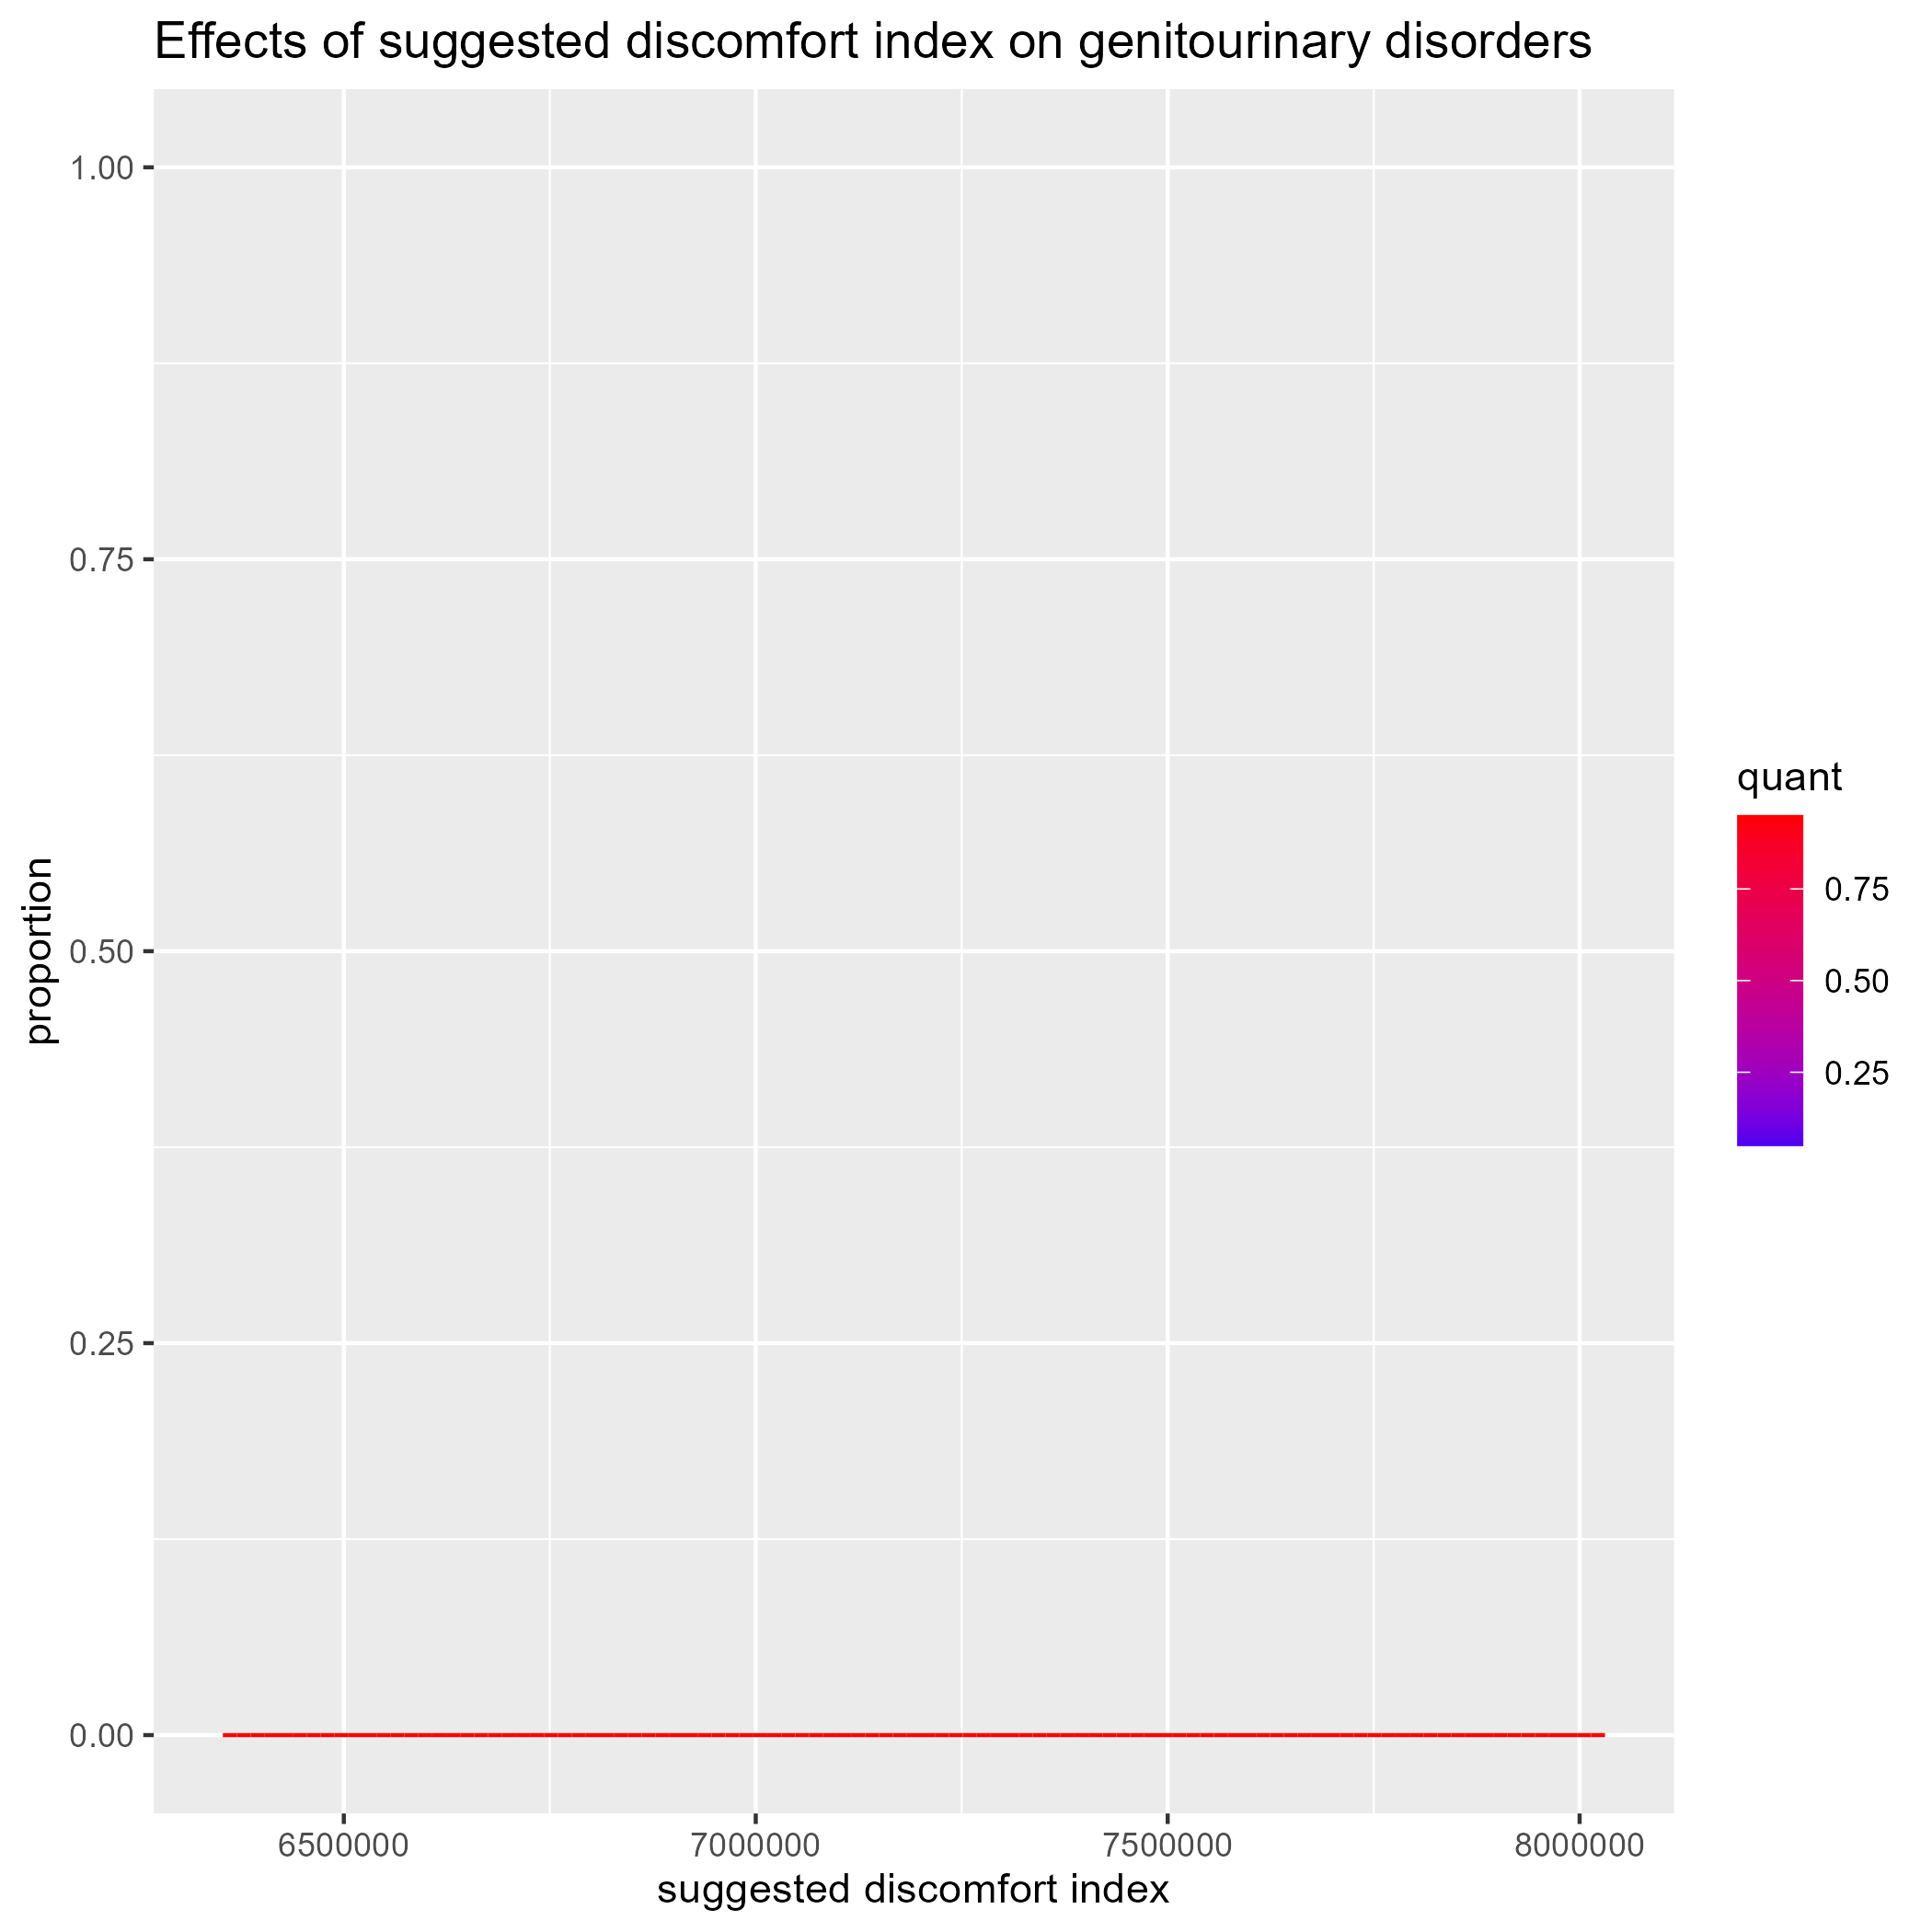 Effects of suggested discomfort index on genitourinary disorders
proportion
1.00
0.75
0.50
0.25
0.00
6500000 7000000 7500000 8000000
suggested discomfort index
quant
0.75
0.50
0.25